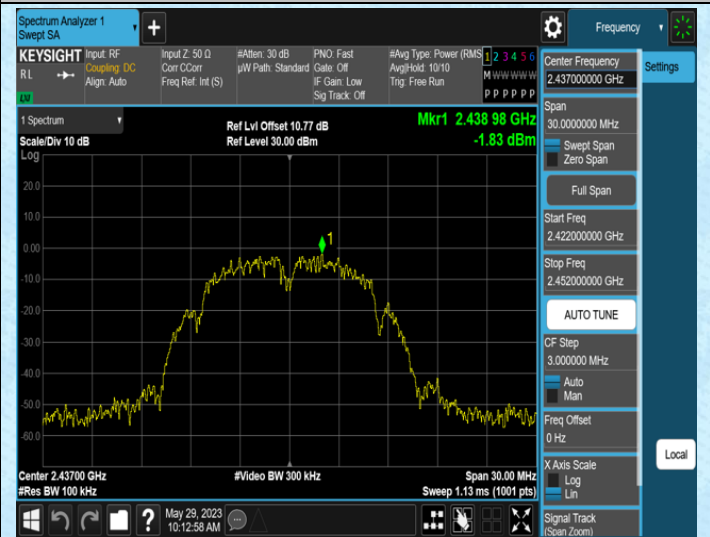 Spectrum Analyzer 1
Swept SA
+
Frequency
KEYSIGHT
RL
LXI
Input: RF
Coupling: DC
Align: Auto
Input Z: 50 Ω
Corr CCorr
Freq Ref: Int (S)
#Atten: 30 dB
µW Path: Standard
PNO: Fast
Gate: Off
IF Gain: Low
Sig Track: Off
#Avg Type: Power (RMS
Avg|Hold: 10/10
Trig: Free Run
1 2 3 4 5 6
M W W W W W
P P P P P P
1 Spectrum
Scale/Div 10 dB
Log
Ref Lvl Offset 10.77 dB
Ref Level 30.00 dBm
Mkr1 2.438 98 GHz
-1.83 dBm
20.0
10.0
0.00
-10.0
-20.0
-30.0
-40.0
-50.0
-60.0
1
Center 2.43700 GHz
#Res BW 100 kHz
#Video BW 300 kHz
Span 30.00 MHz
Sweep 1.13 ms (1001 pts)
Center Frequency
2.437000000 GHz
Span
30.0000000 MHz
Swept Span
Zero Span
Full Span
Start Freq
2.422000000 GHz
Stop Freq
2.452000000 GHz
AUTO TUNE
CF Step
3.000000 MHz
Auto
Man
Freq Offset
0 Hz
X Axis Scale
Log
Lin
Signal Track
(Span Zoom)
Settings
Local
?
May 29, 2023
10:12:58 AM